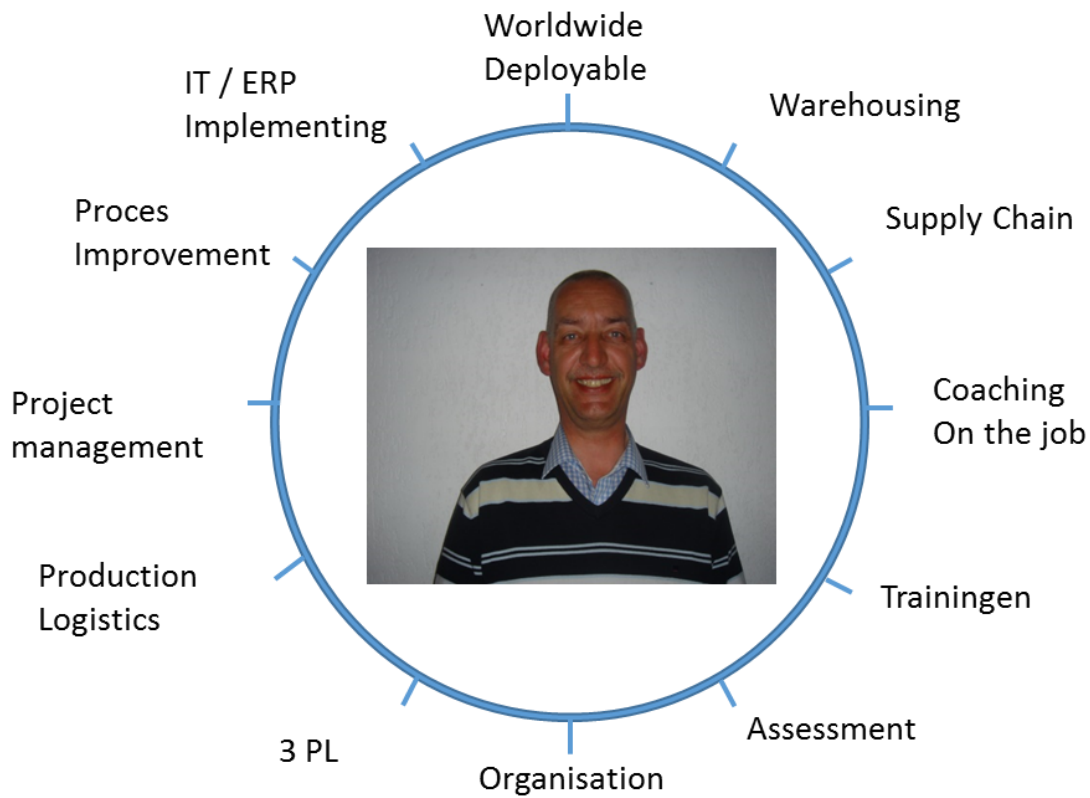 Worldwide
Deployable
Warehousing
Supply Chain
Coaching
On the job
Trainingen
Assessment
Organisation
3 PL
Production
Logistics
Project
management
Proces
Improvement
IT / ERP
Implementing